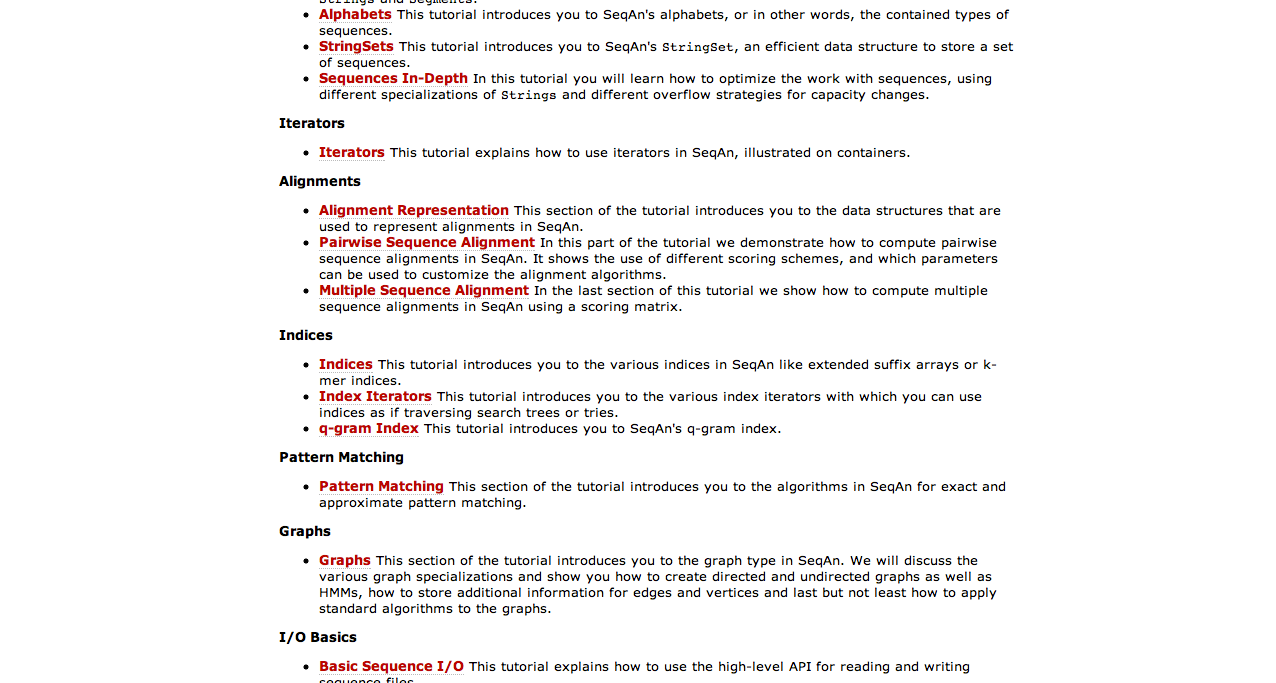 Strings and Segments.
Alphabets This tutorial introduces you to SeqAn's alphabets, or in other words, the contained types of
sequences.
StringSets This tutorial introduces you to SeqAn's StringSet, an efficient data structure to store a set
of sequences.
Sequences In-Depth In this tutorial you will learn how to optimize the work with sequences, using
different specializations of Strings and different overflow strategies for capacity changes.
Iterators
Iterators This tutorial explains how to use iterators in SeqAn, illustrated on containers.
Alignments
Alignment Representation This section of the tutorial introduces you to the data structures that are
used to represent alignments in SeqAn.
Pairwise Sequence Alignment In this part of the tutorial we demonstrate how to compute pairwise
sequence alignments in SeqAn. It shows the use of different scoring schemes, and which parameters
can be used to customize the alignment algorithms.
Multiple Sequence Alignment In the last section of this tutorial we show how to compute multiple
sequence alignments in SeqAn using a scoring matrix.
Indices
Indices This tutorial introduces you to the various indices in SeqAn like extended suffix arrays or k-
mer indices.
Index Iterators This tutorial introduces you to the various index iterators with which you can use
indices as if traversing search trees or tries.
q-gram Index This tutorial introduces you to SeqAn's q-gram index.
Pattern Matching
Pattern Matching This section of the tutorial introduces you to the algorithms in SeqAn for exact and
approximate pattern matching.
Graphs
Graphs This section of the tutorial introduces you to the graph type in SeqAn. We will discuss the
various graph specializations and show you how to create directed and undirected graphs as well as
HMMs, how to store additional information for edges and vertices and last but not least how to apply
standard algorithms to the graphs.
I/O Basics
Basic Sequence I/O This tutorial explains how to use the high-level API for reading and writing
sequence files.